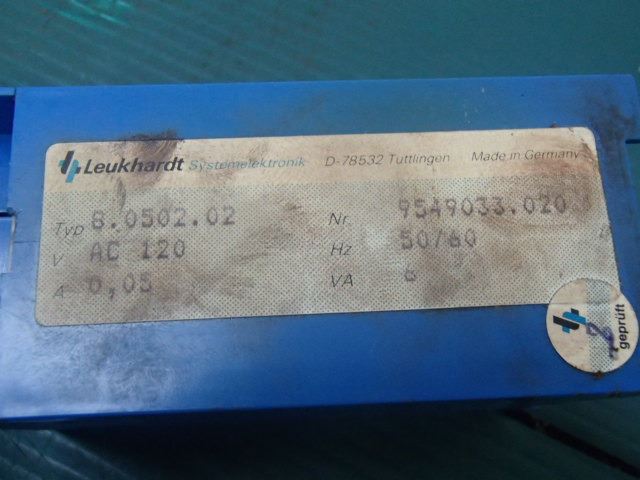 Leukhardt Systemelektronik D-78532 Tuttlingen Made in Germany
Typ 8.0502.02 Nr. 9549033.020
V AC 120 Hz 50/60
A 0,05 VA 6
geprüft